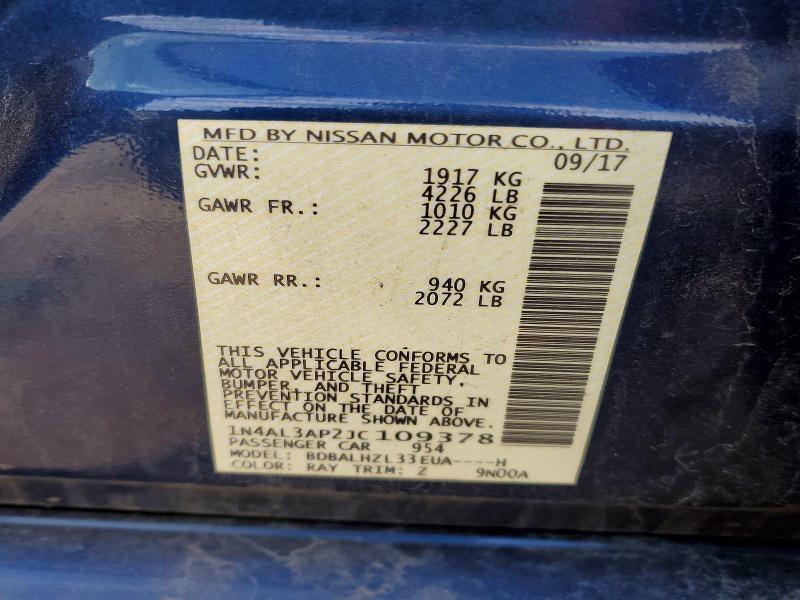 MFD BY NISSAN MOTOR CO., LTD.
DATE: 09/17
GVWR: 1917 KG
4226 LB
GAWR FR.: 1010 KG
2227 LB
GAWR RR.: 940 KG
2072 LB
THIS VEHICLE CONFORMS TO
ALL APPLICABLE FEDERAL
MOTOR VEHICLE SAFETY,
BUMPER, AND THEFT
PREVENTION STANDARDS IN
EFFECT ON THE DATE OF
MANUFACTURE SHOWN ABOVE.
1N4AL3AP2JC109378
PASSENGER CAR 954
MODEL: BDBALHZL33EUA----H
COLOR: RAY TRIM: Z 9N00A